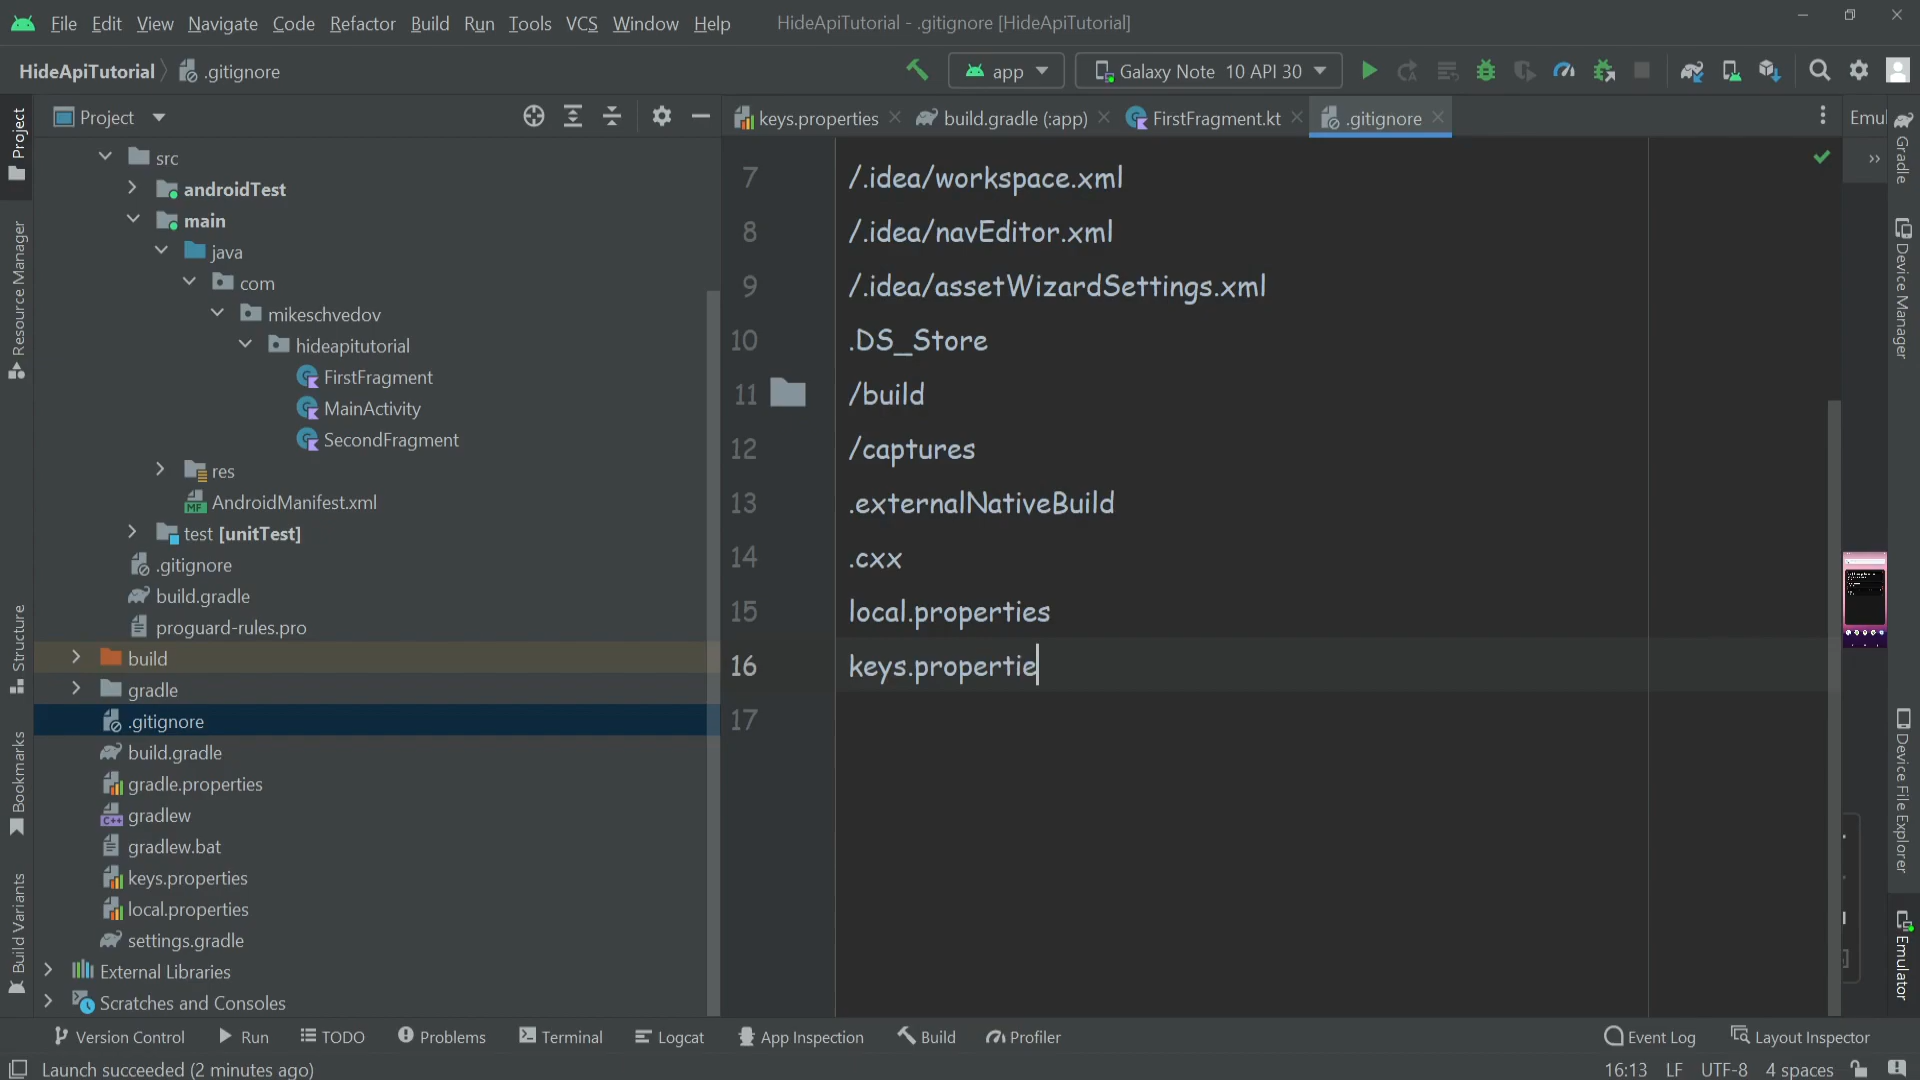 File Edit View Navigate Code Refactor Build Run Tools VCS Window Help HideApiTutorial - .gitignore [HideApiTutorial]
HideApiTutorial .gitignore app Galaxy Note 10 API 30
Project keys.properties build.gradle (:app) FirstFragment.kt .gitignore Emul
src
androidTest
main
java
com
mikeschvedov
hideapitutorial
FirstFragment
MainActivity
SecondFragment
res
AndroidManifest.xml
test [unitTest]
.gitignore
build.gradle
proguard-rules.pro
build
gradle
.gitignore
build.gradle
gradle.properties
gradlew
gradlew.bat
keys.properties
local.properties
settings.gradle
External Libraries
Scratches and Consoles
7 /.idea/workspace.xml
8 /.idea/navEditor.xml
9 /.idea/assetWizardSettings.xml
10 .DS_Store
11 /build
12 /captures
13 .externalNativeBuild
14 .cxx
15 local.properties
16 keys.propertie
17
Project
Resource Manager
Structure
Bookmarks
Build Variants
Gradle
Device Manager
Device File Explorer
Emulator
Version Control Run TODO Problems Terminal Logcat App Inspection Build Profiler Event Log Layout Inspector
Launch succeeded (2 minutes ago) 16:13 LF UTF-8 4 spaces